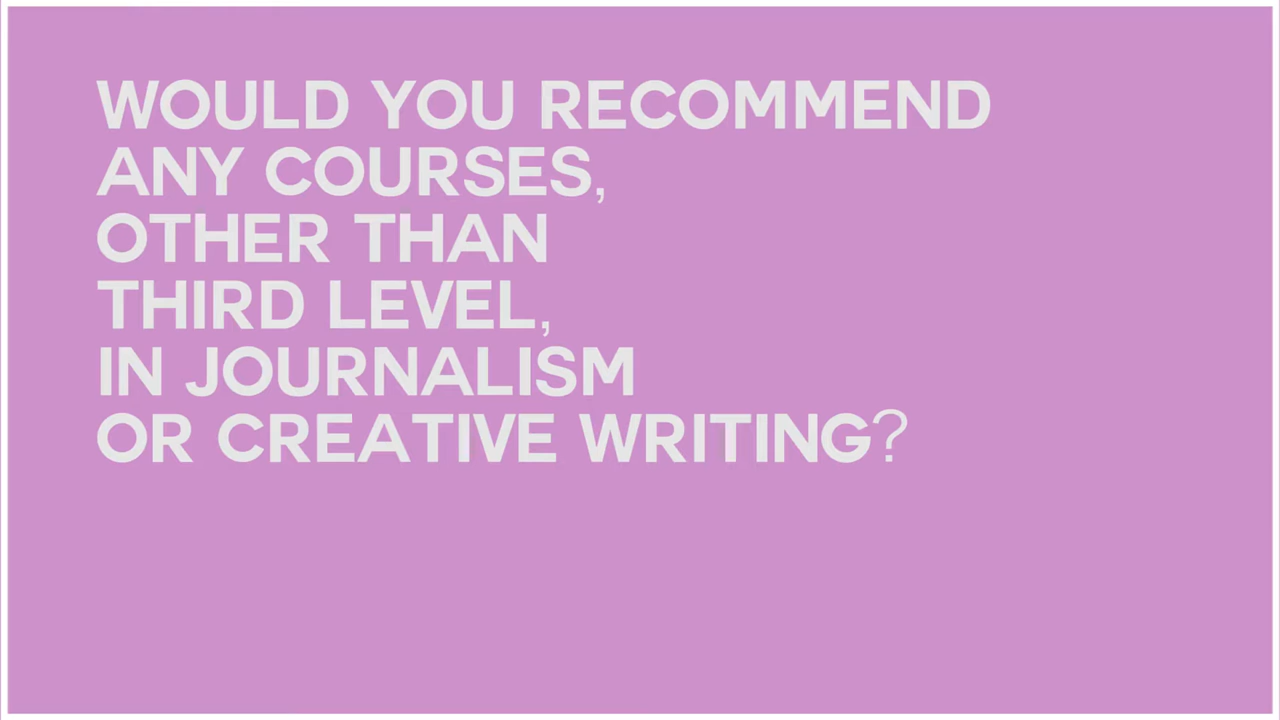 WOULD YOU RECOMMEND
ANY COURSES,
OTHER THAN
THIRD LEVEL,
IN JOURNALISM
OR CREATIVE WRITING?